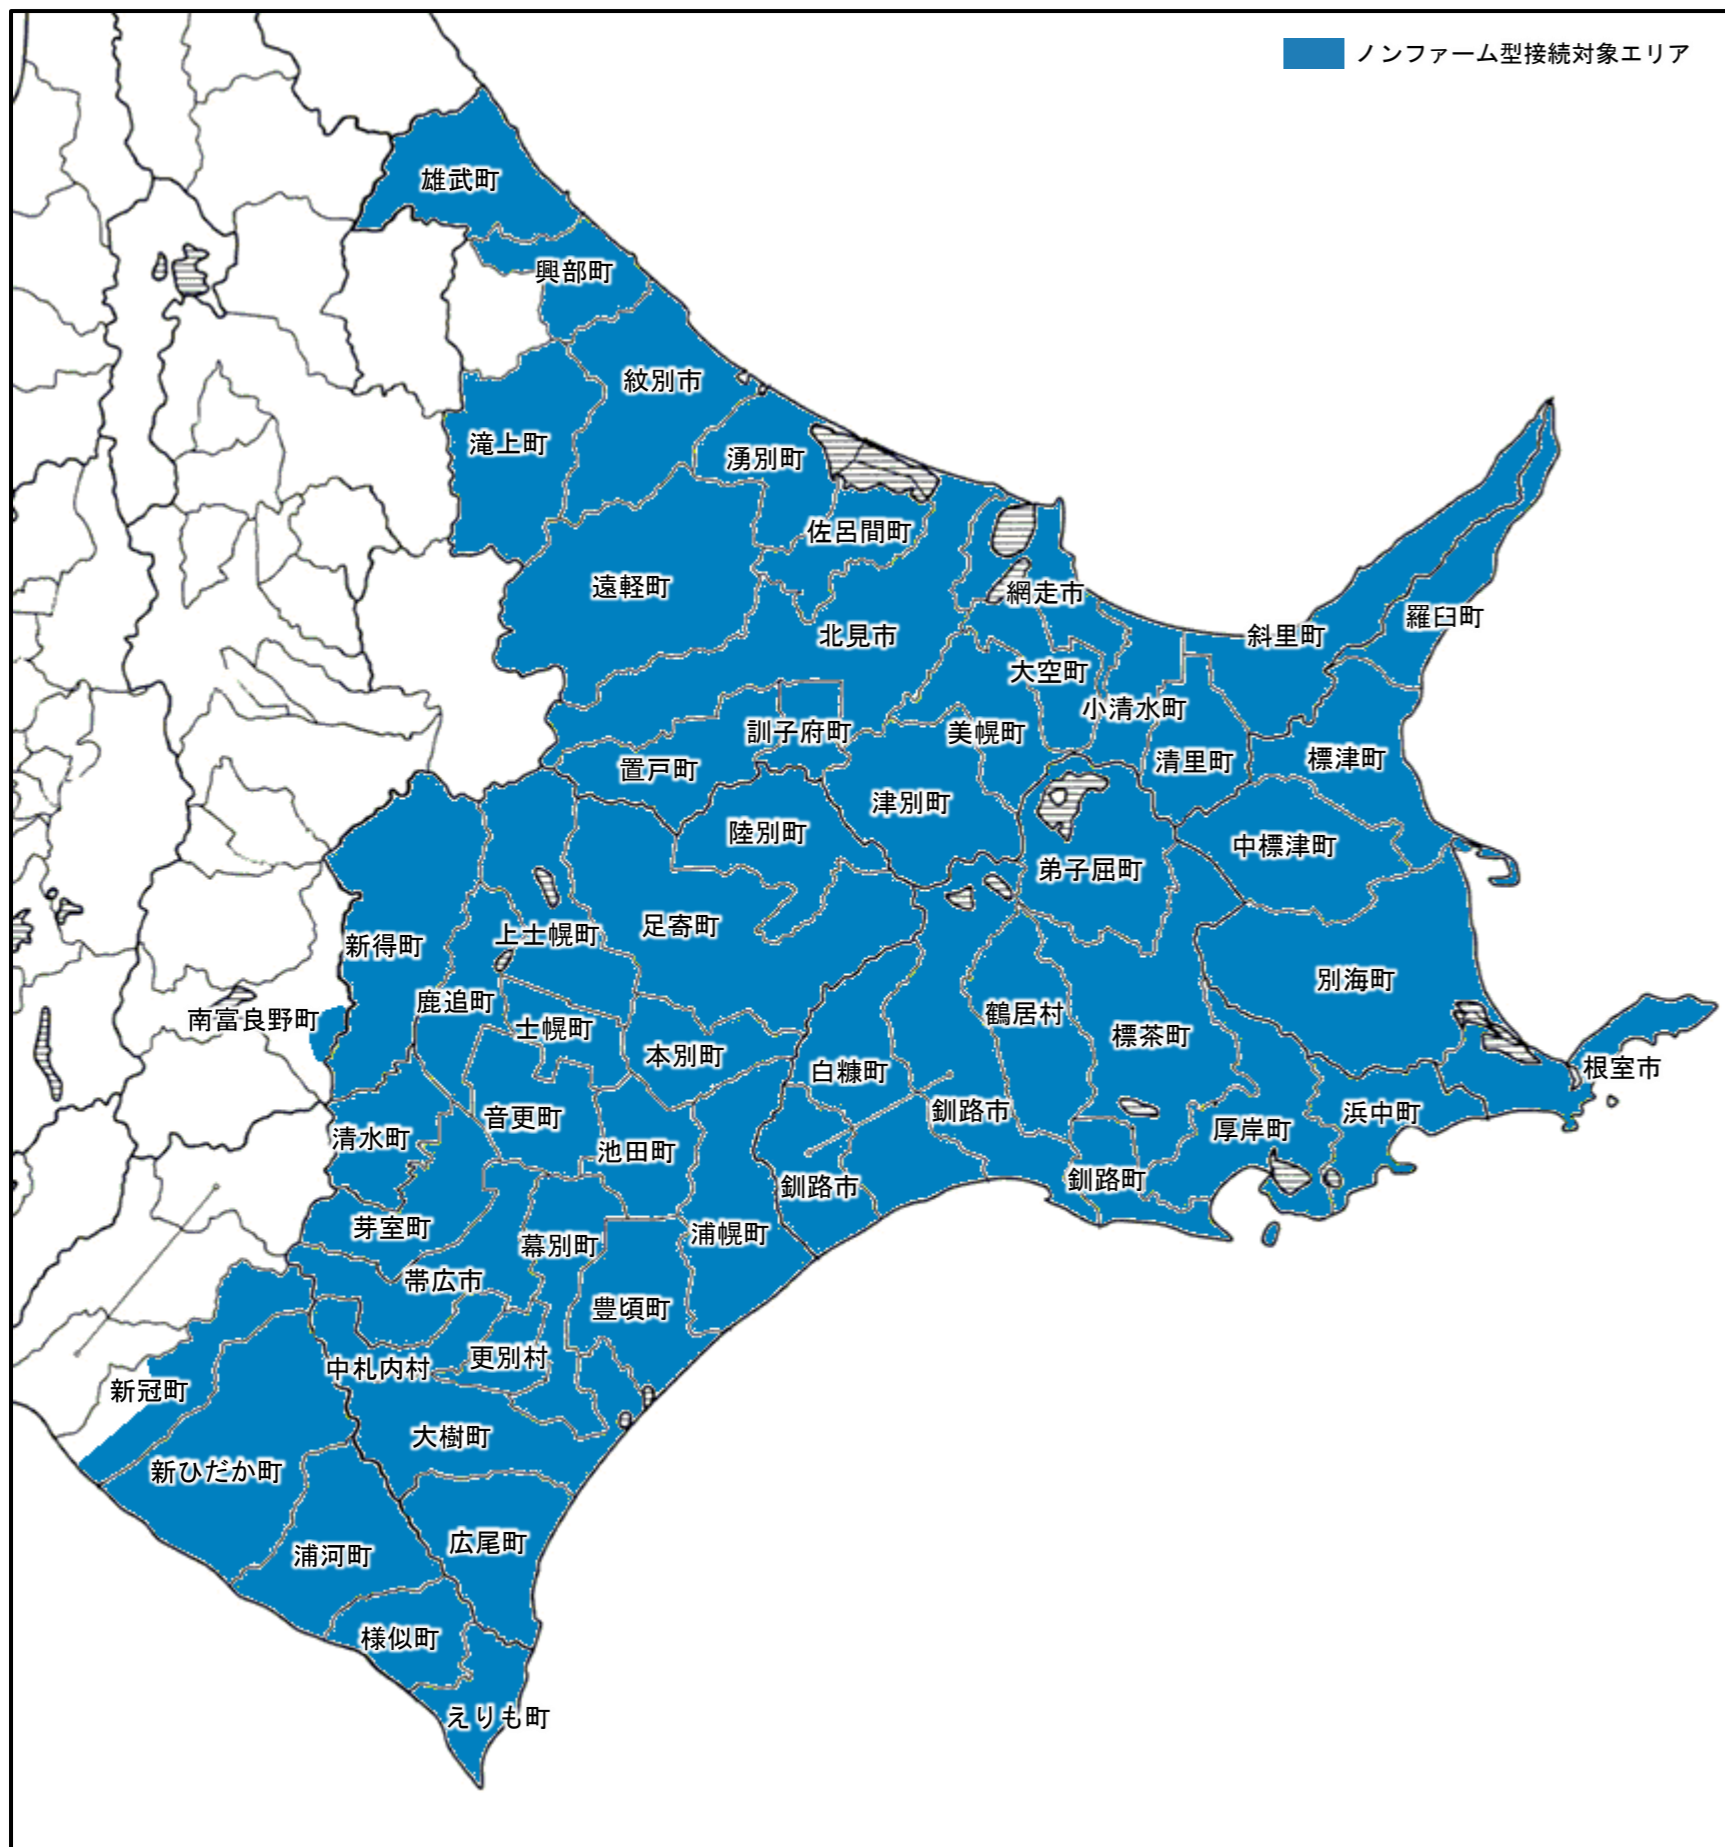 ノンファーム型接続対象エリア
雄武町
興部町
紋別市
滝上町
湧別町
佐呂間町
遠軽町
網走市
羅臼町
斜里町
北見市
大空町
小清水町
訓子府町
美幌町
清里町
標津町
置戸町
津別町
陸別町
中標津町
弟子屈町
足寄町
上士幌町
新得町
別海町
鹿追町
鶴居村
南富良野町
士幌町
標茶町
本別町
白糠町
根室市
釧路市
浜中町
音更町
厚岸町
清水町
池田町
釧路町
釧路市
芽室町
浦幌町
幕別町
帯広市
豊頃町
更別村
中札内村
新冠町
大樹町
新ひだか町
広尾町
浦河町
様似町
えりも町